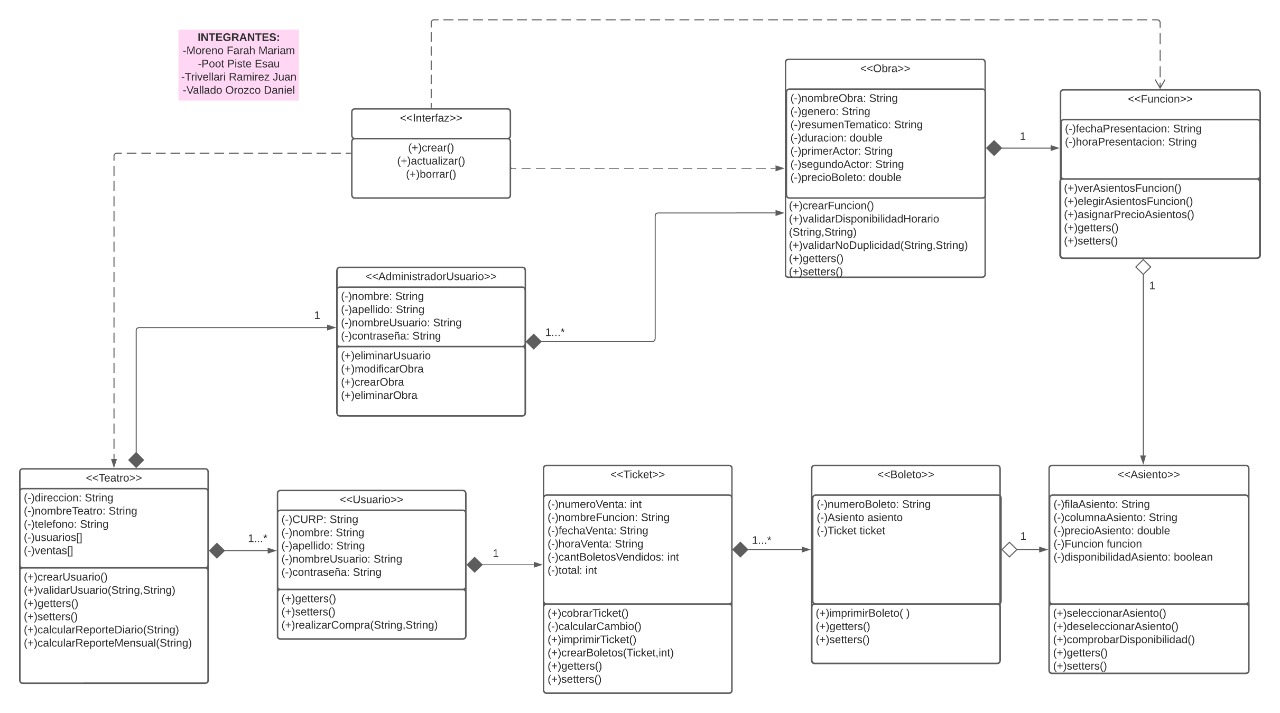 INTEGRANTES:
-Moreno Farah Mariam
-Poot Piste Esau
-Trivellari Ramirez Juan
-Vallado Orozco Daniel
<<Interfaz>>
(+)crear()
(+)actualizar()
(+)borrar()
<<Obra>>
(-)nombreObra: String
(-)genero: String
(-)resumenTematico: String
(-)duracion: double
(-)primerActor: String
(-)segundoActor: String
(-)precioBoleto: double
(+)crearFuncion()
(+)validarDisponibilidadHorario
(String,String)
(+)validarNoDuplicidad(String,String)
(+)getters()
(+)setters()
1
<<Funcion>>
(-)fechaPresentacion: String
(-)horaPresentacion: String
(+)verAsientosFuncion()
(+)elegirAsientosFuncion()
(+)asignarPrecioAsientos()
(+)getters()
(+)setters()
1
<<AdministradorUsuario>>
(-)nombre: String
(-)apellido: String
(-)nombreUsuario: String
(-)contraseña: String
(+)eliminarUsuario
(+)modificarObra
(+)crearObra
(+)eliminarObra
1
1...*
<<Teatro>>
(-)direccion: String
(-)nombreTeatro: String
(-)telefono: String
(-)usuarios[]
(-)ventas[]
(+)crearUsuario()
(+)validarUsuario(String,String)
(+)getters()
(+)setters()
(+)calcularReporteDiario(String)
(+)calcularReporteMensual(String)
1...*
<<Usuario>>
(-)CURP: String
(-)nombre: String
(-)apellido: String
(-)nombreUsuario: String
(-)contraseña: String
(+)getters()
(+)setters()
(+)realizarCompra(String,String)
1
<<Ticket>>
(-)numeroVenta: int
(-)nombreFuncion: String
(-)fechaVenta: String
(-)horaVenta: String
(-)cantBoletosVendidos: int
(-)total: int
(+)cobrarTicket()
(-)calcularCambio()
(+)imprimirTicket()
(+)crearBoletos(Ticket,int)
(+)getters()
(+)setters()
1...*
<<Boleto>>
(-)numeroBoleto: String
(-)Asiento asiento
(-)Ticket ticket
(+)imprimirBoleto( )
(+)getters()
(+)setters()
1
<<Asiento>>
(-)filaAsiento: String
(-)columnaAsiento: String
(-)precioAsiento: double
(-)Funcion funcion
(-)disponibilidadAsiento: boolean
(+)seleccionarAsiento()
(+)deseleccionarAsiento()
(+)comprobarDisponibilidad()
(+)getters()
(+)setters()